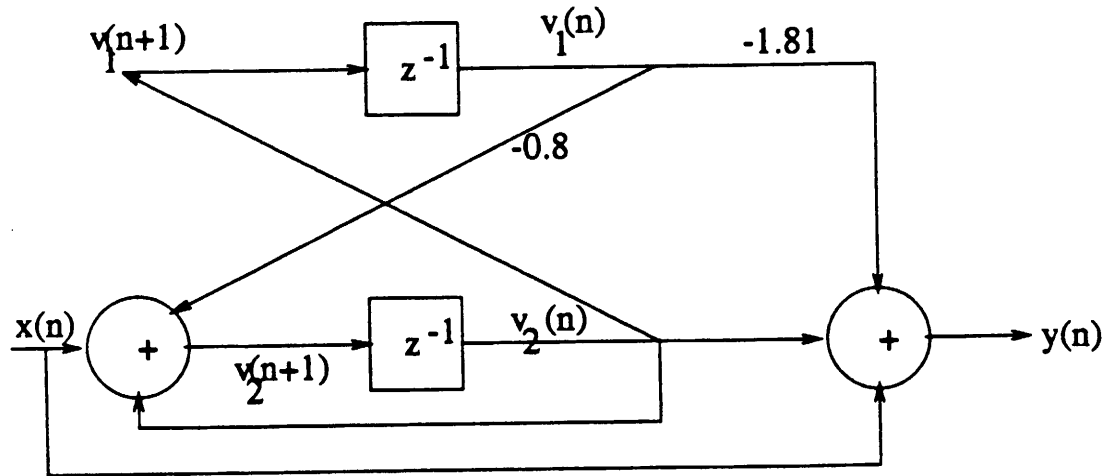 v1(n+1)
z^-1
v1(n)
-1.81
-0.8
x(n)
+
v2(n+1)
z^-1
v2(n)
+
y(n)